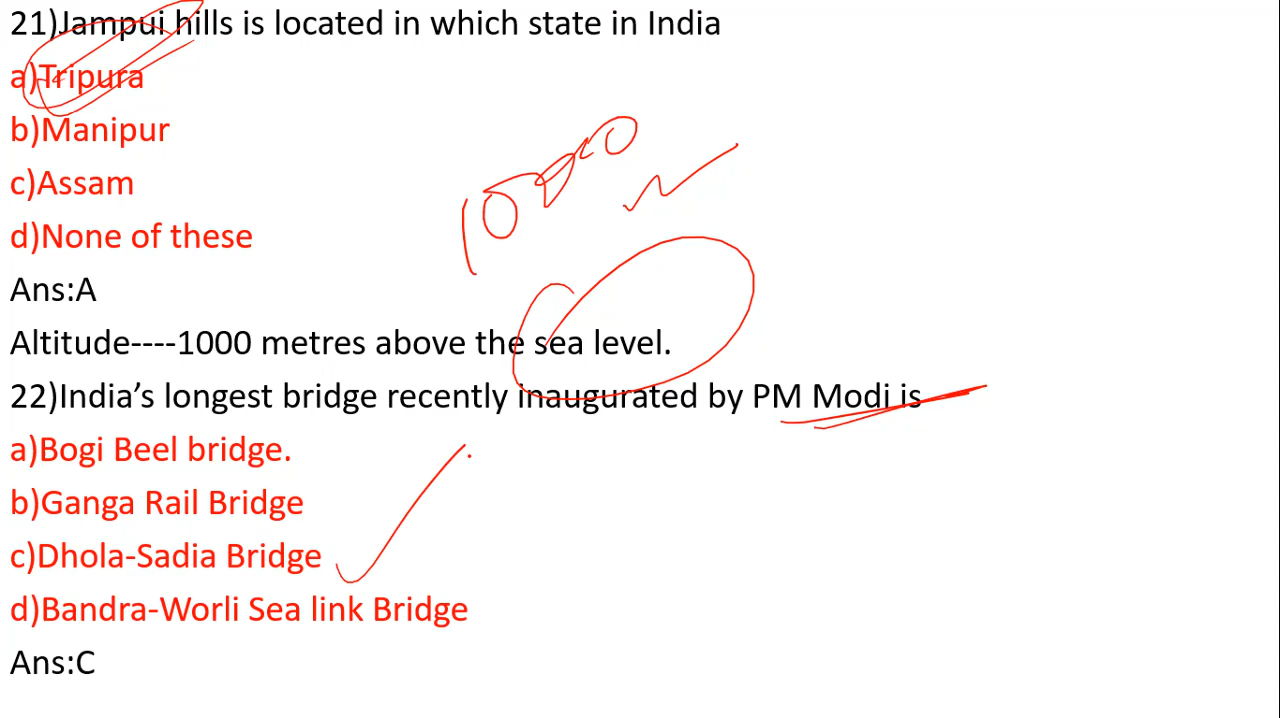 21)Jampui hills is located in which state in India
a)Tripura
b)Manipur
c)Assam
d)None of these
1000
Ans:A
Altitude----1000 metres above the sea level.
22)India’s longest bridge recently inaugurated by PM Modi is
a)Bogi Beel bridge.
b)Ganga Rail Bridge
c)Dhola-Sadia Bridge
d)Bandra-Worli Sea link Bridge
Ans:C